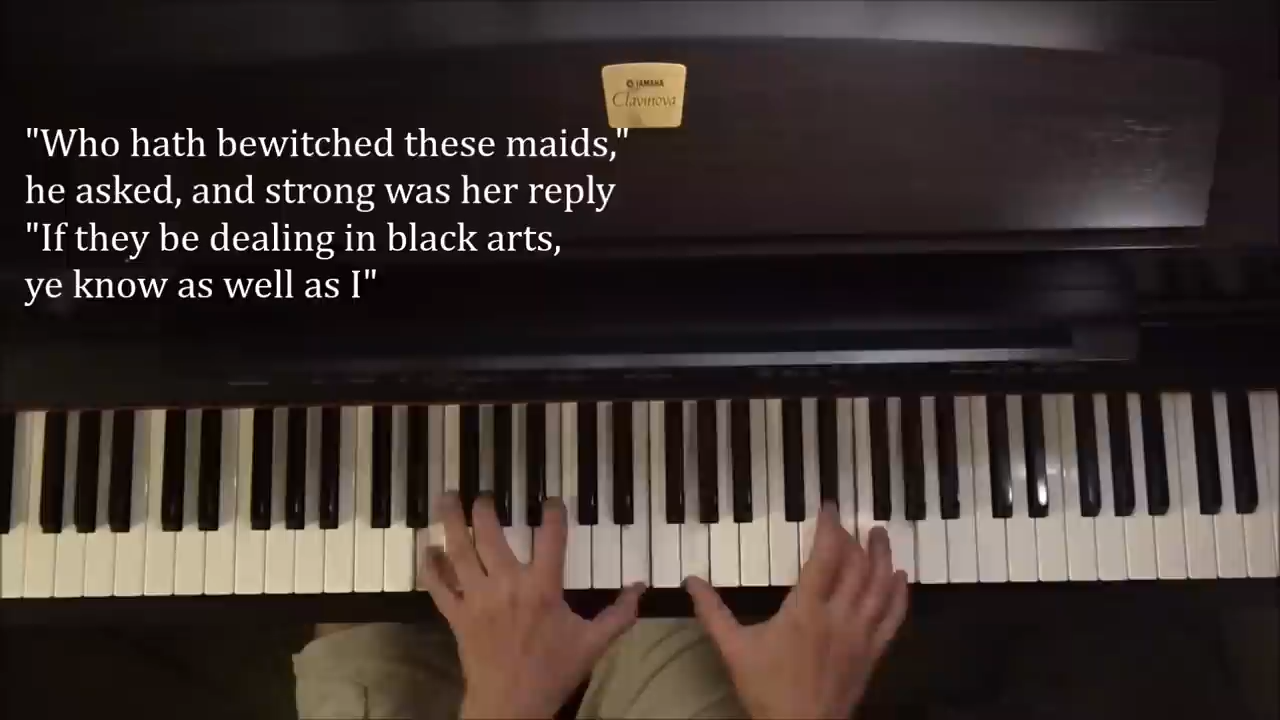 YAMAHA
Clavinova
"Who hath bewitched these maids,"
he asked, and strong was her reply
"If they be dealing in black arts,
ye know as well as I"